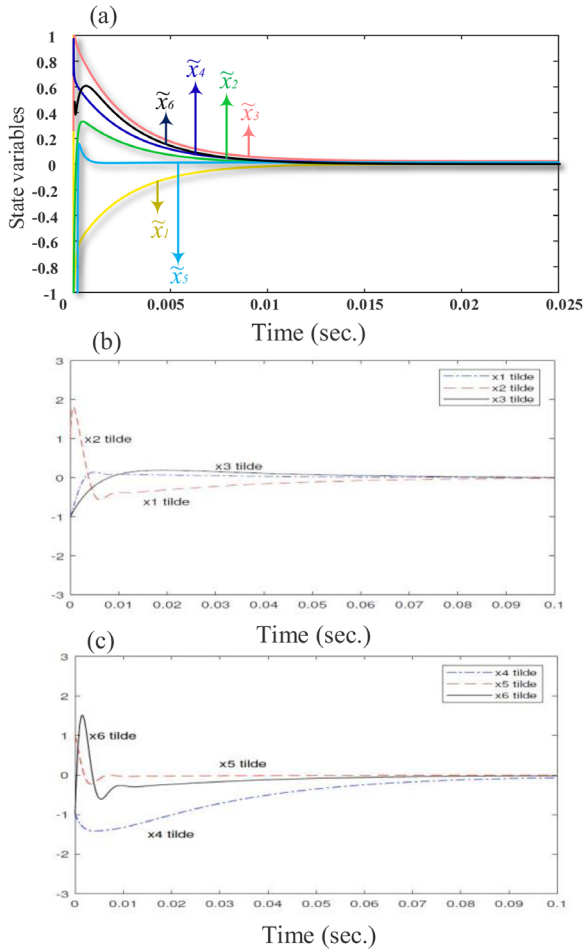 (a)
State variables
1
0.8
0.6
0.4
0.2
0
-0.2
-0.4
-0.6
-0.8
-1
x̃6
x̃4
x̃2
x̃3
x̃1
x̃5
0 0.005 0.01 0.015 0.02 0.025
Time (sec.)
(b)
3
2
1
0
-1
-2
-3
x1 tilde
x2 tilde
x3 tilde
x2 tilde
x3 tilde
x1 tilde
0 0.01 0.02 0.03 0.04 0.05 0.06 0.07 0.08 0.09 0.1
Time (sec.)
(c)
3
2
1
0
-1
-2
-3
x4 tilde
x5 tilde
x6 tilde
x6 tilde
x5 tilde
x4 tilde
0 0.01 0.02 0.03 0.04 0.05 0.06 0.07 0.08 0.09 0.1
Time (sec.)